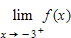 lim f(x)
x → −3⁺